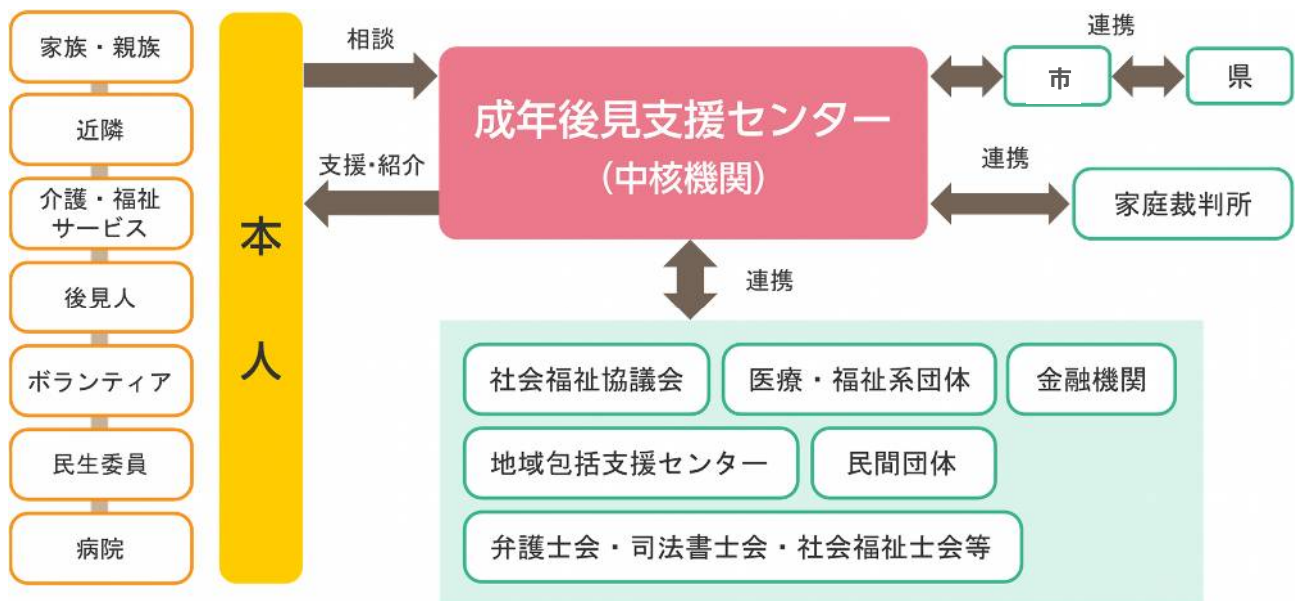 家族・親族
近隣
介護・福祉
サービス
後見人
ボランティア
民生委員
病院
本
人
相談
支援・紹介
成年後見支援センター
(中核機関)
連携
市
県
連携
家庭裁判所
連携
社会福祉協議会
医療・福祉系団体
金融機関
地域包括支援センター
民間団体
弁護士会・司法書士会・社会福祉士会等